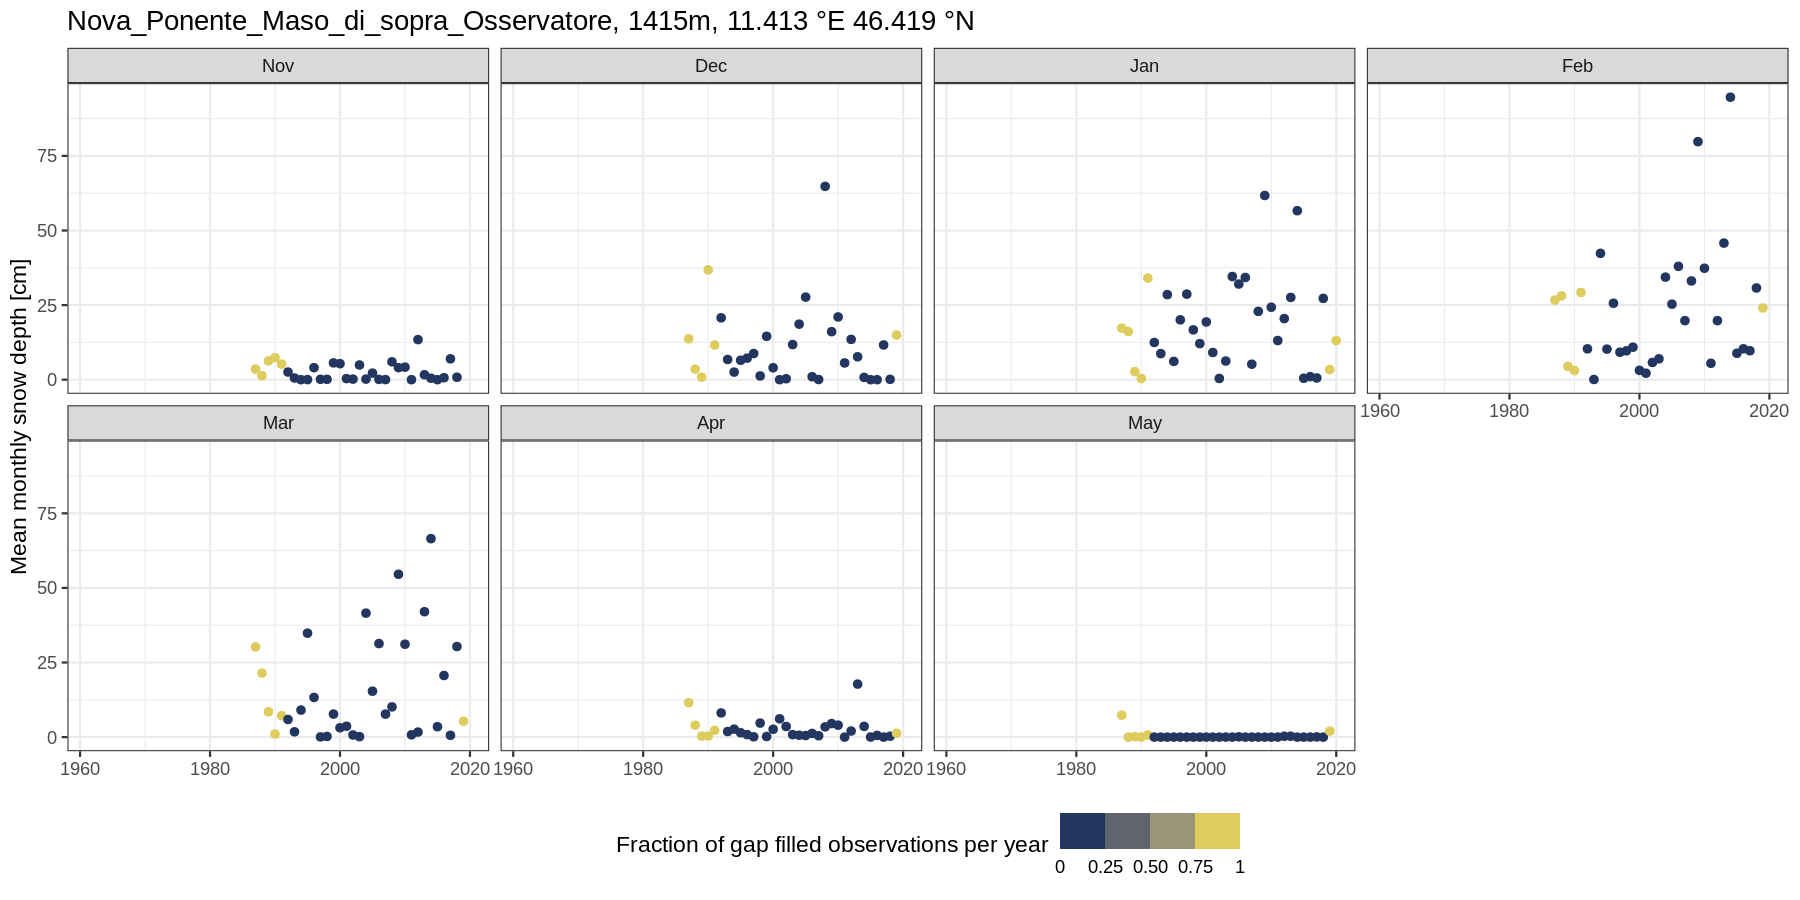 Nova_Ponente_Maso_di_sopra_Osservatore, 1415m, 11.413 °E 46.419 °N
Nov
Dec
Jan
Feb
75
50
25
0
1960 1980 2000 2020
Mean monthly snow depth [cm]
Mar
Apr
May
75
50
25
0
1960 1980 2000 2020
1960 1980 2000 2020
1960 1980 2000 2020
Fraction of gap filled observations per year
0 0.25 0.50 0.75 1